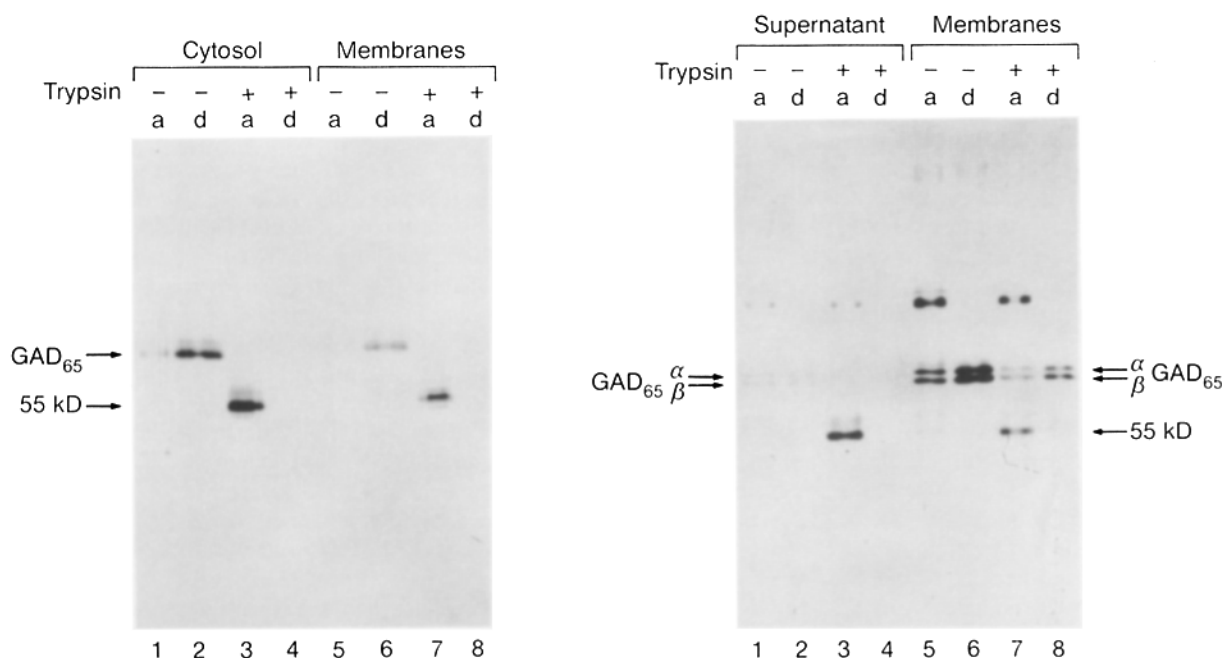 Cytosol Membranes
Trypsin − − + + − − + +
a d a d a d a d
GAD65
55 kD
1 2 3 4 5 6 7 8
Supernatant Membranes
− − + + − − + +
a d a d a d a d
GAD65 α β
α β GAD65
55 kD
1 2 3 4 5 6 7 8